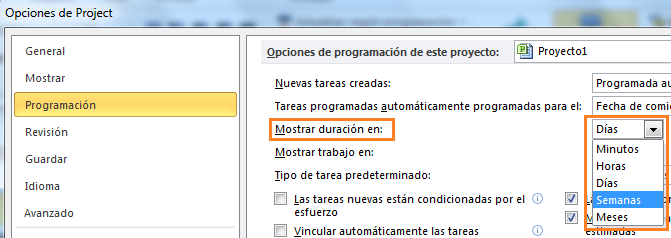 Opciones de Project
General
Mostrar
Programación
Revisión
Guardar
Idioma
Avanzado
Opciones de programación de este proyecto: Proyecto1
Nuevas tareas creadas: Programada au
Tareas programadas automáticamente programadas para el: Fecha de comie
Mostrar duración en: Días
Minutos
Mostrar trabajo en:
Horas
Tipo de tarea predeterminado:
Días
Las tareas nuevas están condicionadas por el esfuerzo
Semanas
Meses
Vincular automáticamente las tareas
estimadas